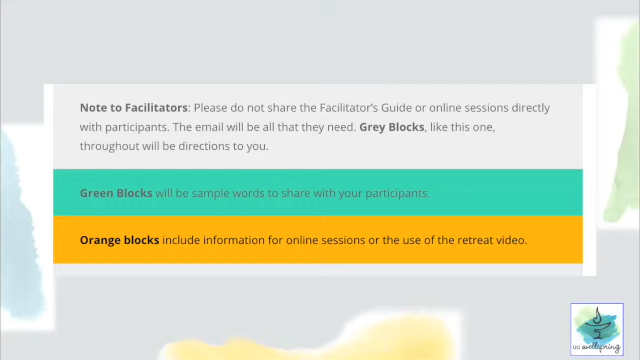 Note to Facilitators: Please do not share the Facilitator's Guide or online sessions directly
with participants. The email will be all that they need. Grey Blocks, like this one,
throughout will be directions to you.
Green Blocks will be sample words to share with your participants.
Orange blocks include information for online sessions or the use of the retreat video.
UU wellspring